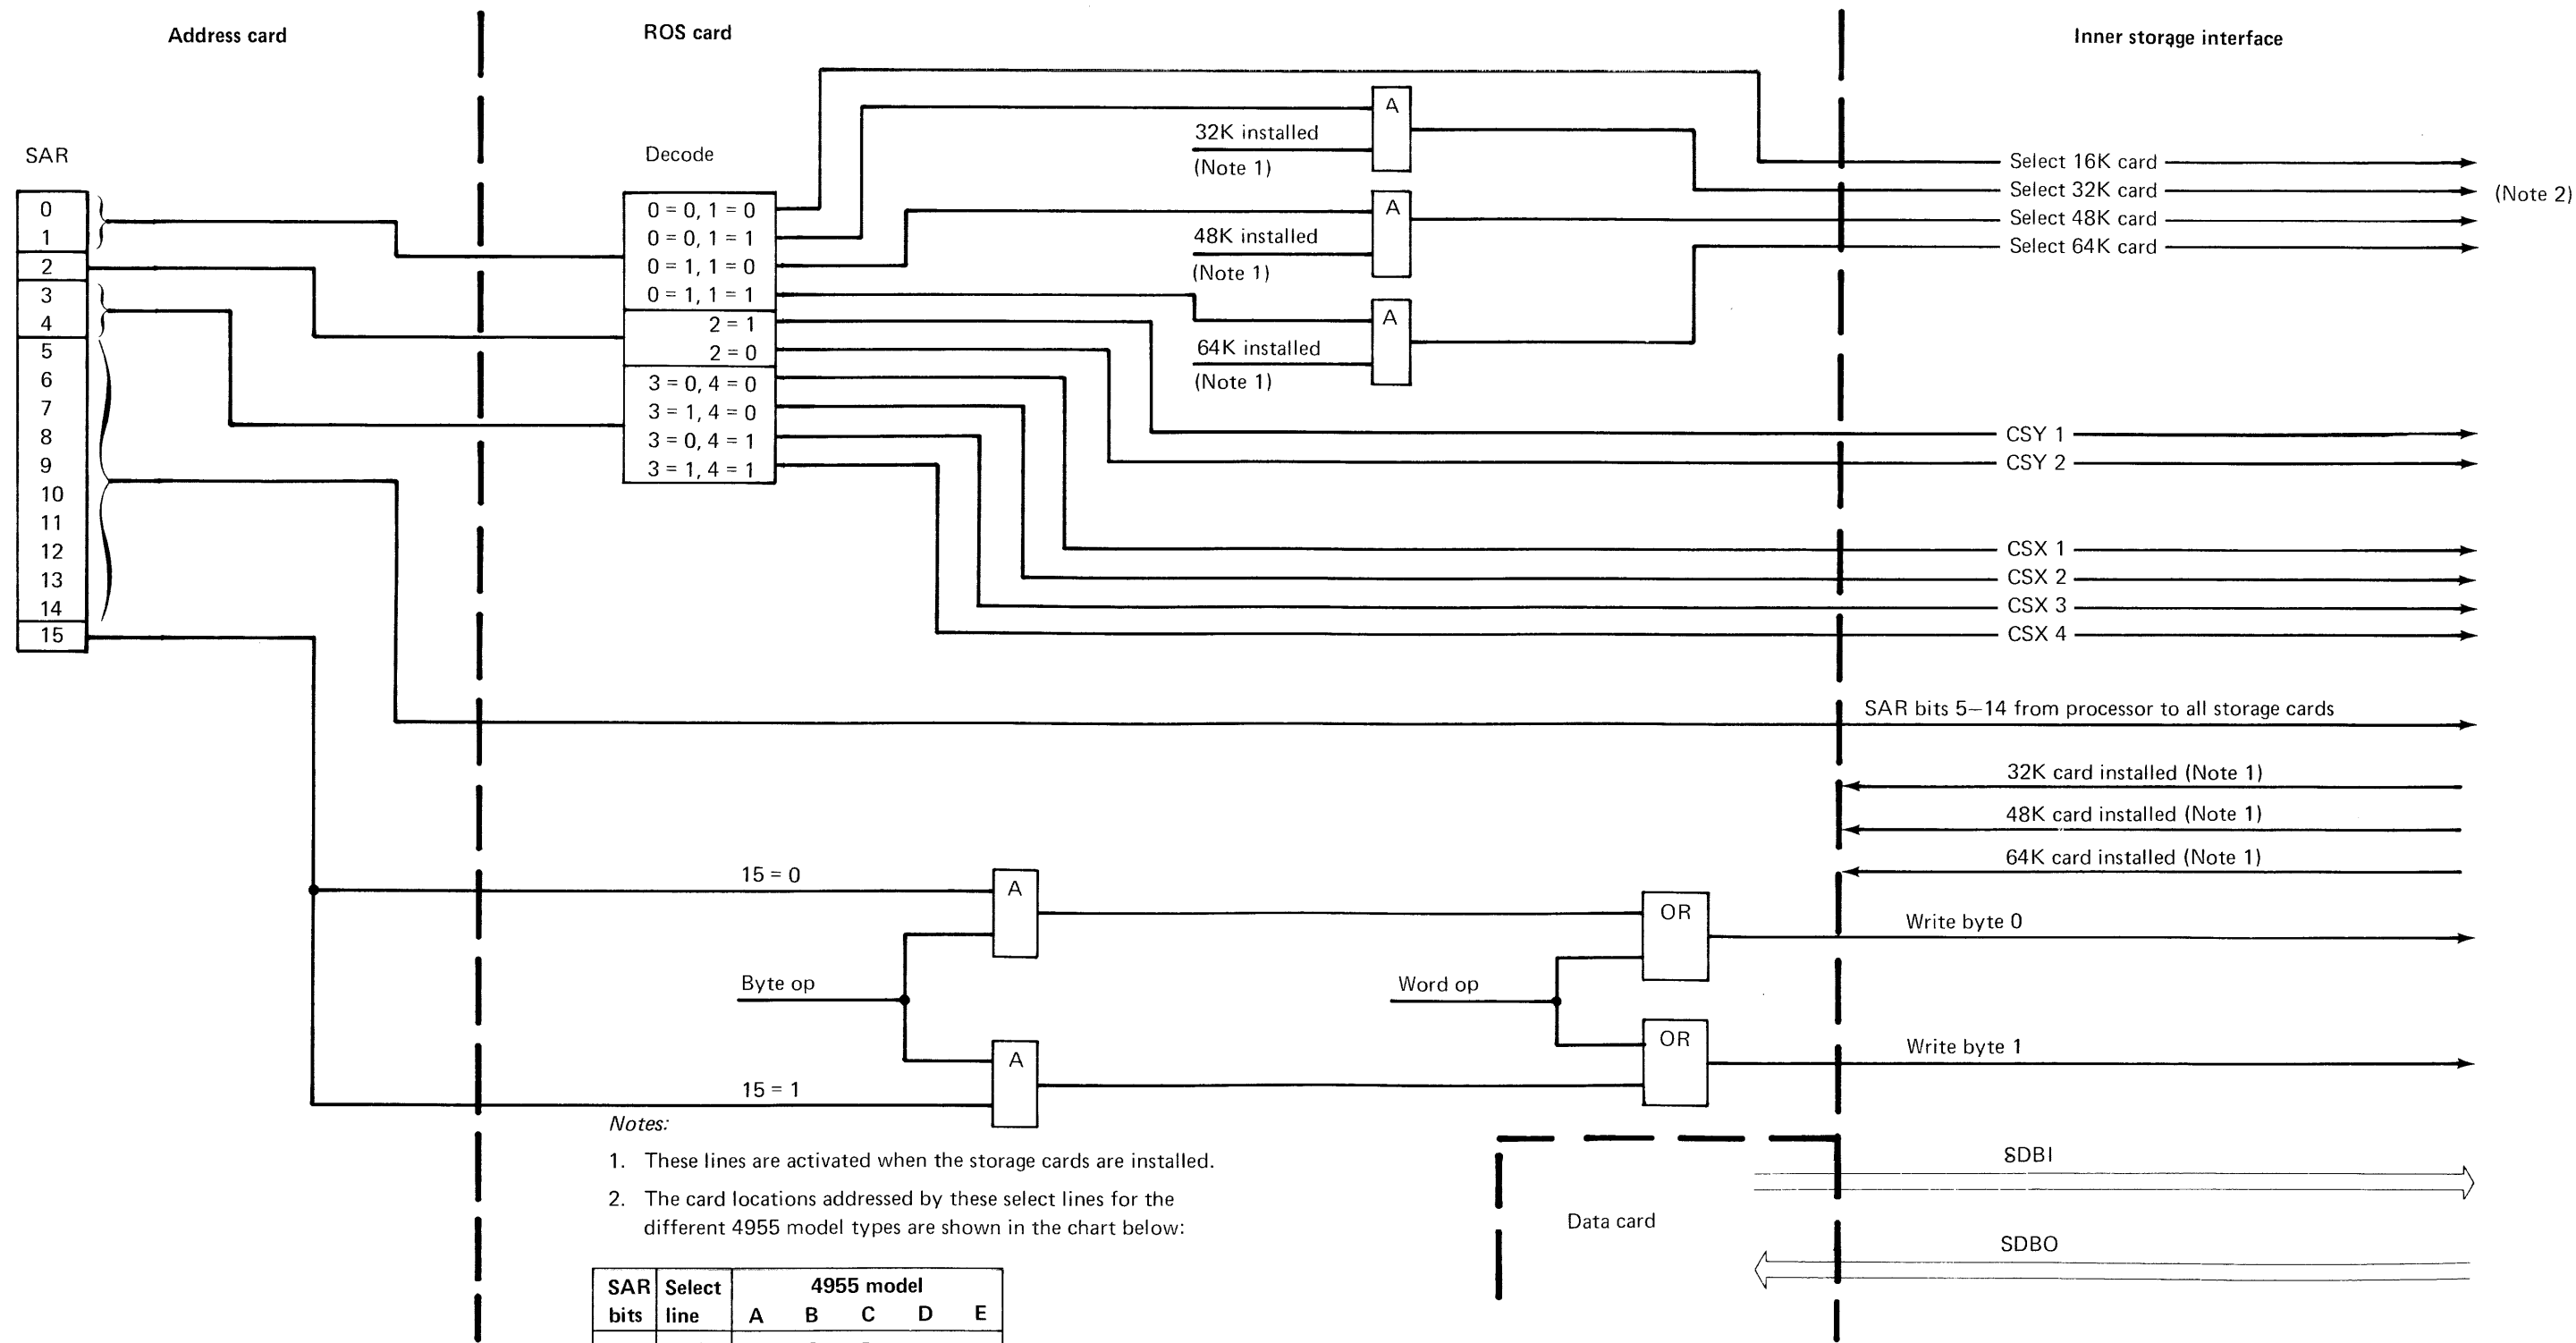 Address card
ROS card
Inner storage interface
SAR
0
1
2
3
4
5
6
7
8
9
10
11
12
13
14
15
Decode
0 = 0, 1 = 0
0 = 0, 1 = 1
0 = 1, 1 = 0
0 = 1, 1 = 1
2 = 1
2 = 0
3 = 0, 4 = 0
3 = 1, 4 = 0
3 = 0, 4 = 1
3 = 1, 4 = 1
32K installed
(Note 1)
A
48K installed
(Note 1)
A
64K installed
(Note 1)
A
Select 16K card
Select 32K card
(Note 2)
Select 48K card
Select 64K card
CSY 1
CSY 2
CSX 1
CSX 2
CSX 3
CSX 4
SAR bits 5–14 from processor to all storage cards
32K card installed (Note 1)
48K card installed (Note 1)
64K card installed (Note 1)
15 = 0
A
OR
Write byte 0
Byte op
Word op
A
OR
Write byte 1
15 = 1
Notes:
1. These lines are activated when the storage cards are installed.
2. The card locations addressed by these select lines for the
different 4955 model types are shown in the chart below:
Data card
SDBI
SDBO
SAR Select 4955 model
bits line A B C D E